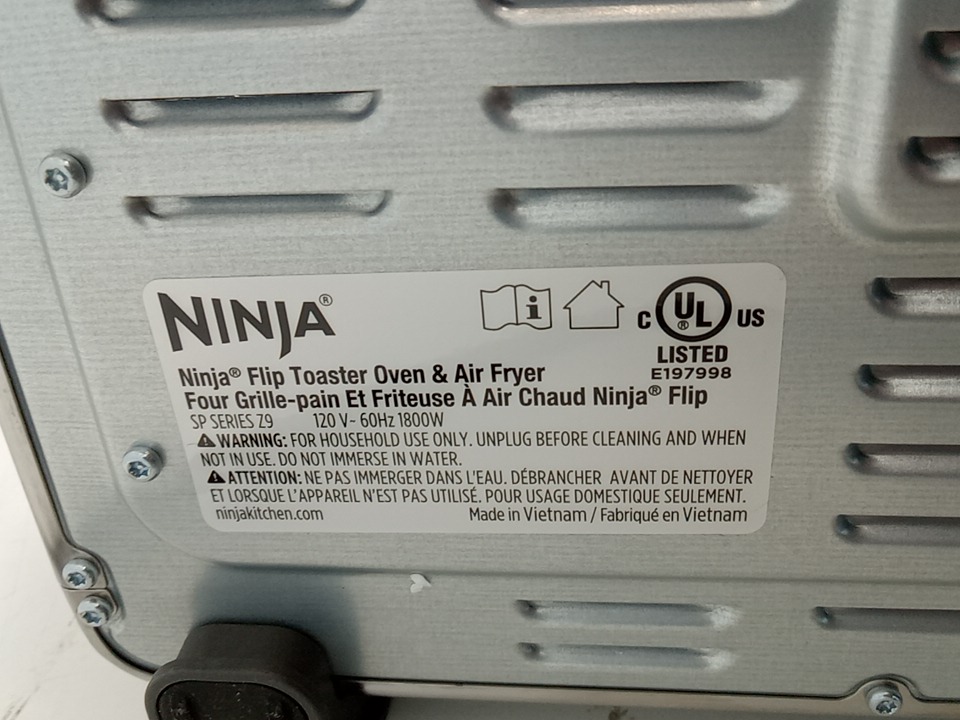 NINJA®
C UL® US
LISTED
E197998
Ninja® Flip Toaster Oven & Air Fryer
Four Grille-pain Et Friteuse À Air Chaud Ninja® Flip
SP SERIES Z9 120 V~ 60Hz 1800W
⚠ WARNING: FOR HOUSEHOLD USE ONLY. UNPLUG BEFORE CLEANING AND WHEN
NOT IN USE. DO NOT IMMERSE IN WATER.
⚠ ATTENTION: NE PAS IMMERGER DANS L'EAU. DÉBRANCHER AVANT DE NETTOYER
ET LORSQUE L'APPAREIL N'EST PAS UTILISÉ. POUR USAGE DOMESTIQUE SEULEMENT.
ninjakitchen.com Made in Vietnam / Fabriqué en Vietnam